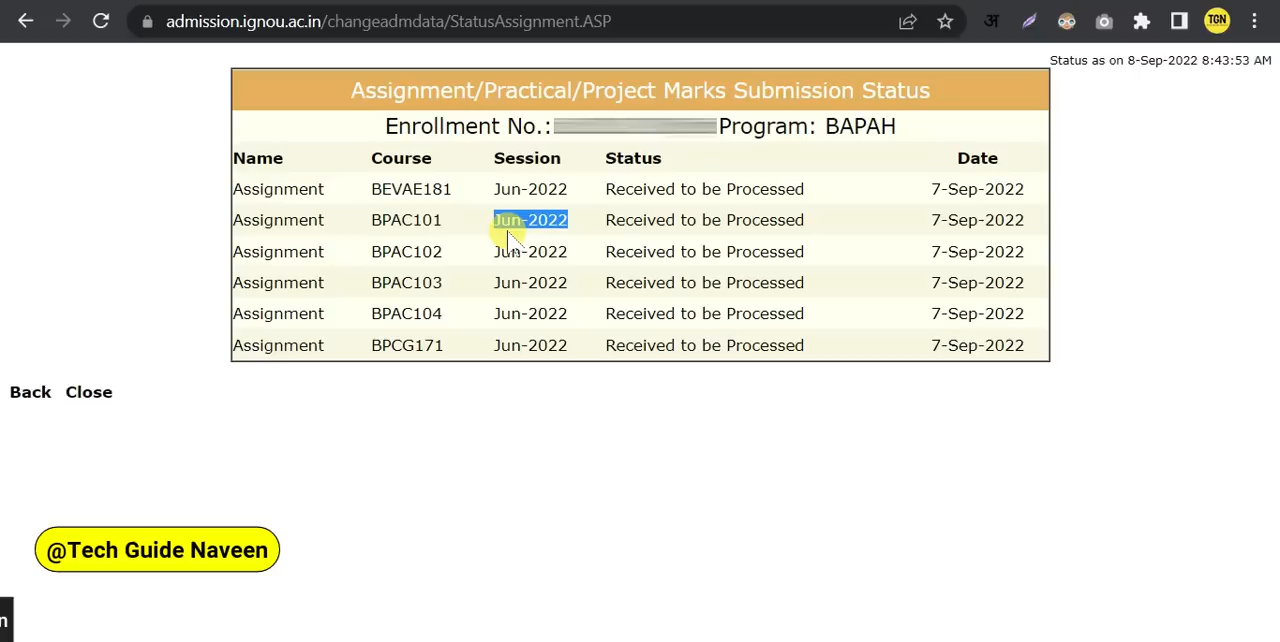 admission.ignou.ac.in/changeadmdata/StatusAssignment.ASP
अ
TGN
Status as on 8-Sep-2022 8:43:53 AM
Assignment/Practical/Project Marks Submission Status
Enrollment No.: Program: BAPAH
Name Course Session Status Date
Assignment BEVAE181 Jun-2022 Received to be Processed 7-Sep-2022
Assignment BPAC101 Jun-2022 Received to be Processed 7-Sep-2022
Assignment BPAC102 Jun-2022 Received to be Processed 7-Sep-2022
Assignment BPAC103 Jun-2022 Received to be Processed 7-Sep-2022
Assignment BPAC104 Jun-2022 Received to be Processed 7-Sep-2022
Assignment BPCG171 Jun-2022 Received to be Processed 7-Sep-2022
Back Close
@Tech Guide Naveen
n